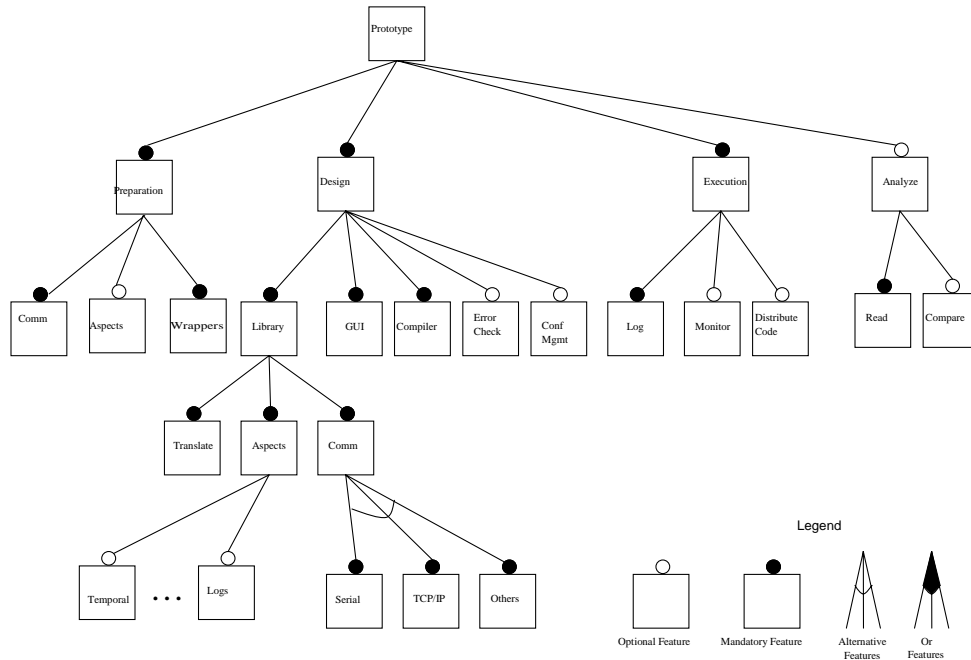 Prototype
Preparation
Design
Execution
Analyze
Comm
Aspects
Wrappers
Library
GUI
Compiler
Error
Check
Conf
Mgmt
Log
Monitor
Distribute
Code
Read
Compare
Translate
Aspects
Comm
Temporal
...
Logs
Serial
TCP/IP
Others
Legend
Optional Feature
Mandatory Feature
Alternative
Features
Or
Features